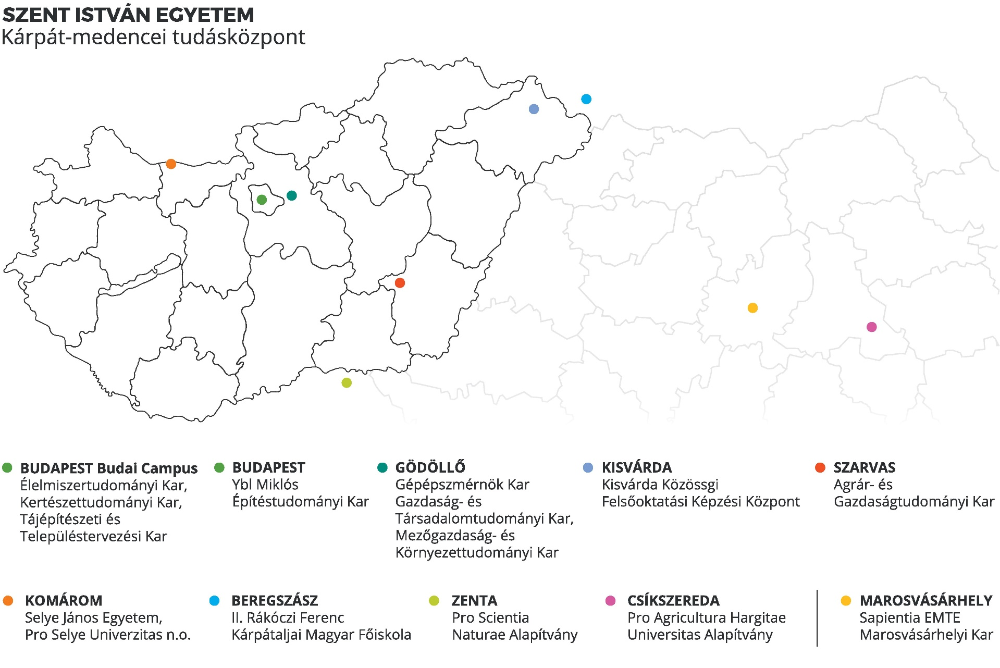 SZENT ISTVÁN EGYETEM
Kárpát-medencei tudásközpont
BUDAPEST Budai Campus
Élelmiszertudományi Kar,
Kertészettudományi Kar,
Tájépítészeti és
Településtervezési Kar
BUDAPEST
Ybl Miklós
Építéstudományi Kar
GÖDÖLLŐ
Gépépszmérnök Kar
Gazdaság- és
Társadalomtudományi Kar,
Mezőgazdaság- és
Környezettudományi Kar
KISVÁRDA
Kisvárda Közössgi
Felsőoktatási Képzési Központ
SZARVAS
Agrár- és
Gazdaságtudományi Kar
KOMÁROM
Selye János Egyetem,
Pro Selye Univerzitas n.o.
BEREGSZÁSZ
II. Rákóczi Ferenc
Kárpátaljai Magyar Főiskola
ZENTA
Pro Scientia
Naturae Alapítvány
CSÍKSZEREDA
Pro Agricultura Hargitae
Universitas Alapítvány
MAROSVÁSÁRHELY
Sapientia EMTE
Marosvásárhelyi Kar